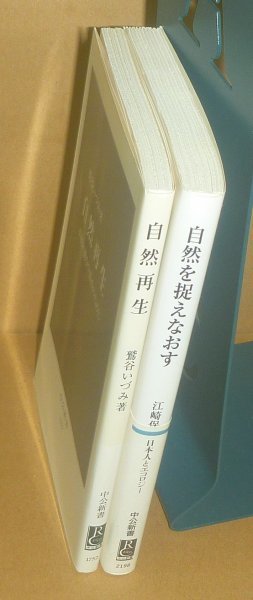 自然再生
鷲谷いづみ著
中公新書
自然を捉えなおす
江崎保
日本人とエコロジー
中公新書
2198